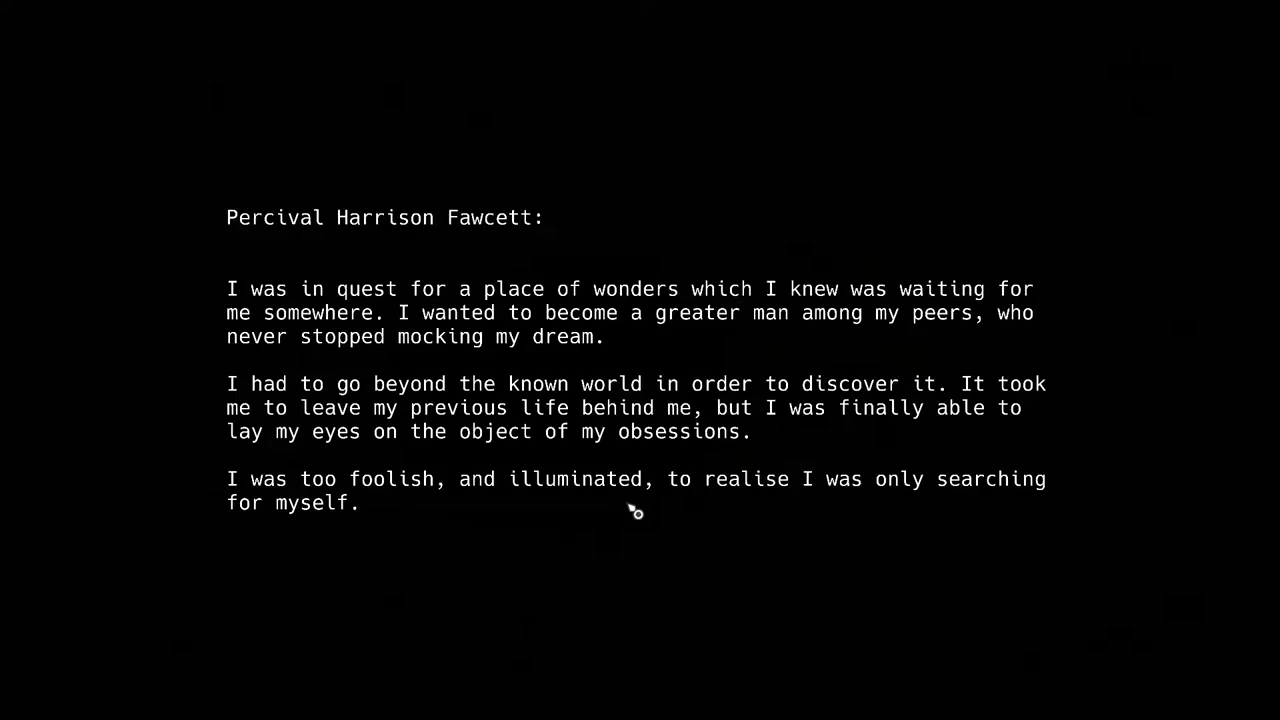 Percival Harrison Fawcett:
I was in quest for a place of wonders which I knew was waiting for
me somewhere. I wanted to become a greater man among my peers, who
never stopped mocking my dream.
I had to go beyond the known world in order to discover it. It took
me to leave my previous life behind me, but I was finally able to
lay my eyes on the object of my obsessions.
I was too foolish, and illuminated, to realise I was only searching
for myself.